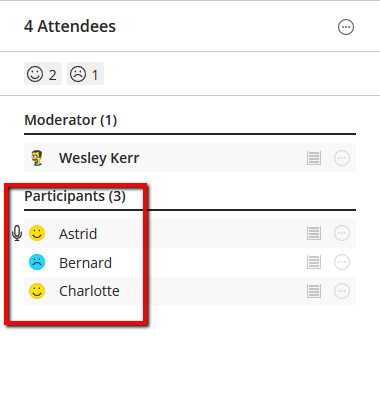 4 Attendees
2 1
Moderator (1)
Wesley Kerr
Participants (3)
Astrid
Bernard
Charlotte